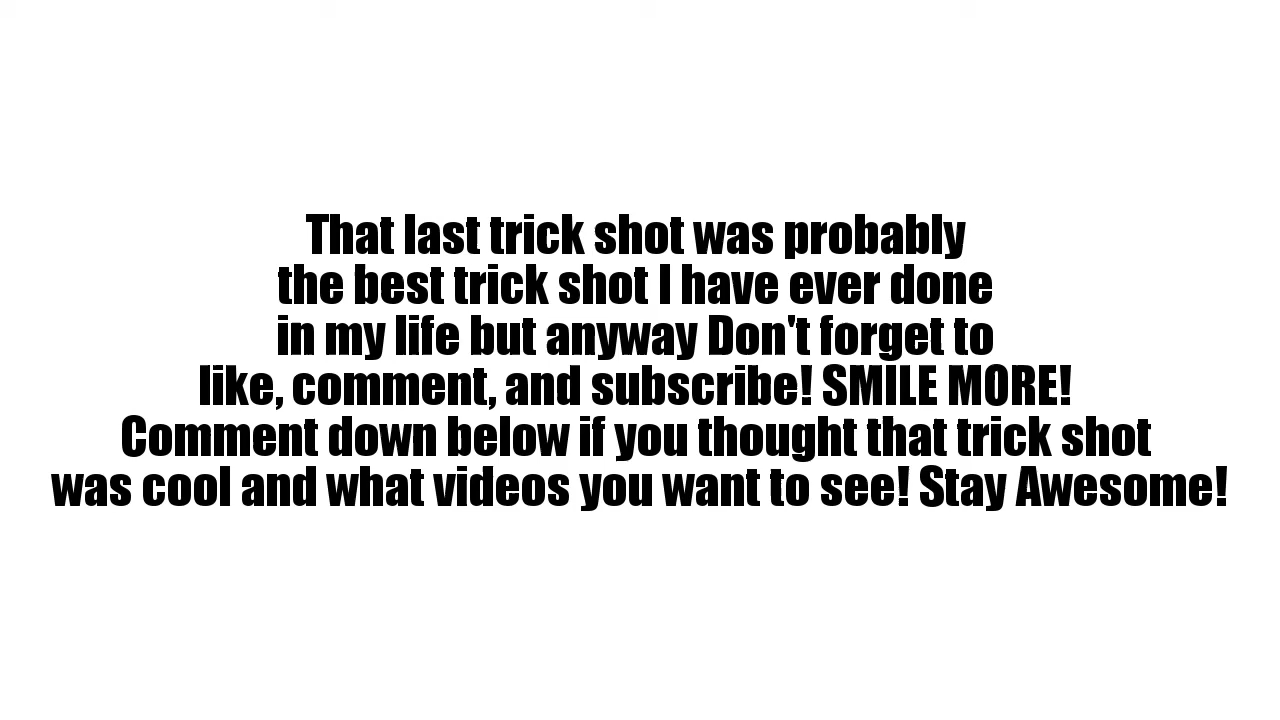 That last trick shot was probably
the best trick shot I have ever done
in my life but anyway Don't forget to
like, comment, and subscribe! SMILE MORE!
Comment down below if you thought that trick shot
was cool and what videos you want to see! Stay Awesome!